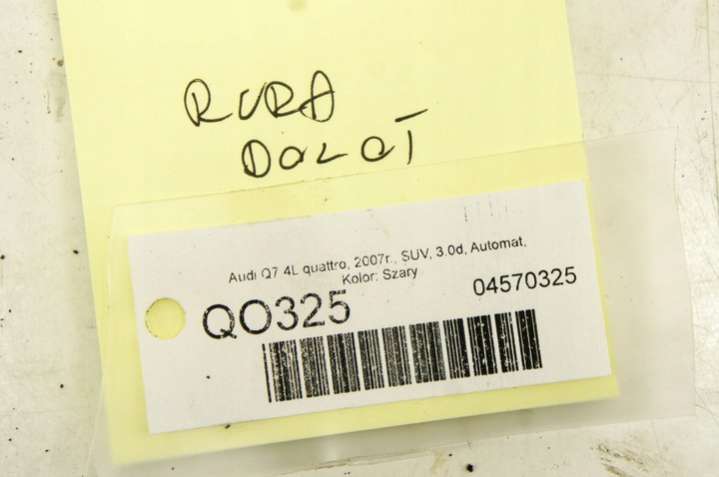 RURA
DOLOT
Audi Q7 4L quattro, 2007r., SUV, 3.0d, Automat,
Kolor: Szary
QO325
04570325